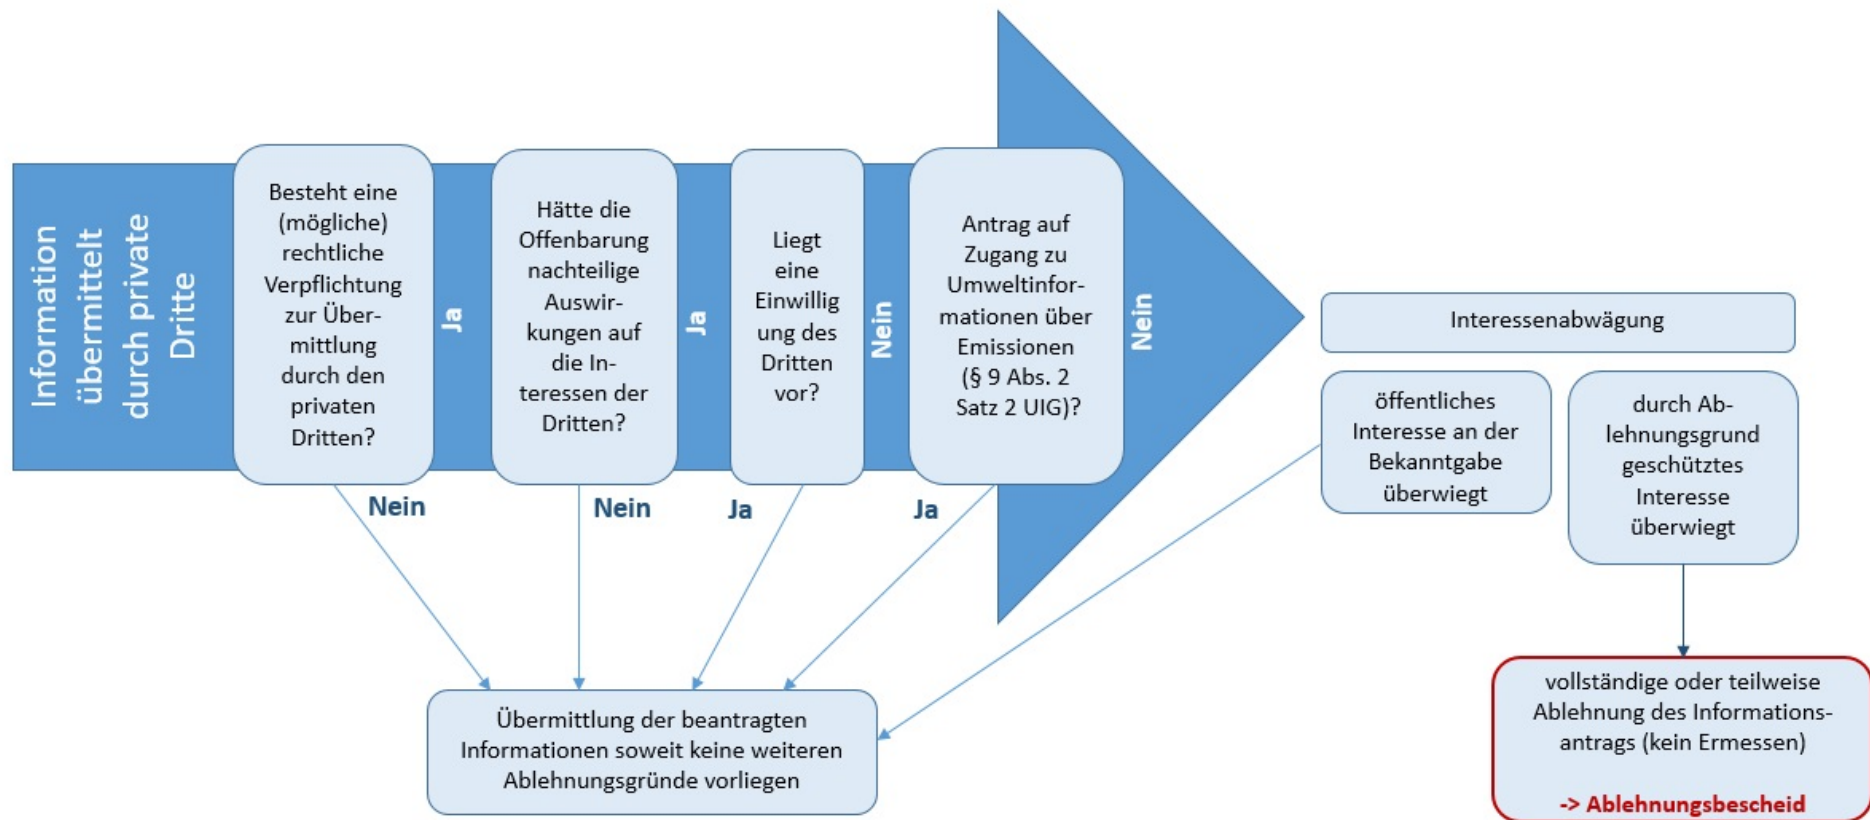 Information
übermittelt
durch private
Dritte
Besteht eine
(mögliche)
rechtliche
Verpflichtung
zur Über-
mittlung
durch den
privaten
Dritten?
Ja
Nein
Hätte die
Offenbarung
nachteilige
Auswir-
kungen auf
die In-
teressen der
Dritten?
Ja
Nein
Liegt
eine
Einwillig
ung des
Dritten
vor?
Nein
Ja
Antrag auf
Zugang zu
Umweltinfor-
mationen über
Emissionen
(§ 9 Abs. 2
Satz 2 UIG)?
Nein
Ja
Interessenabwägung
öffentliches
Interesse an der
Bekanntgabe
überwiegt
durch Ab-
lehnungsgrund
geschütztes
Interesse
überwiegt
Übermittlung der beantragten
Informationen soweit keine weiteren
Ablehnungsgründe vorliegen
vollständige oder teilweise
Ablehnung des Informations-
antrags (kein Ermessen)
-> Ablehnungsbescheid